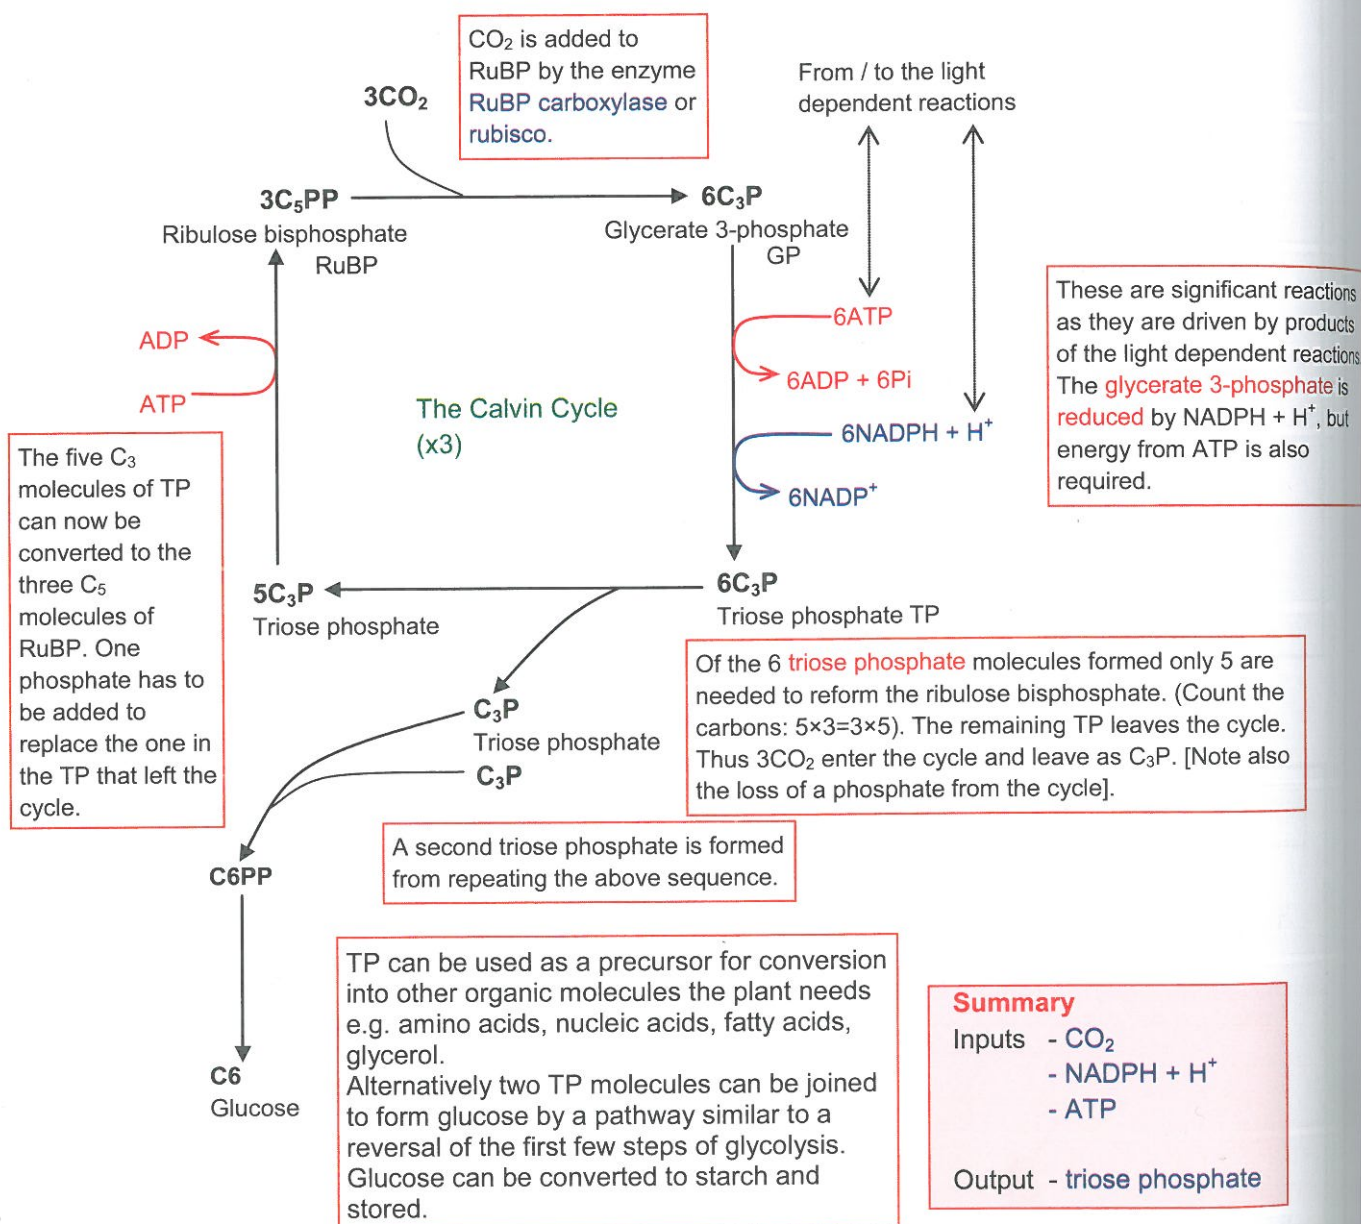 CO₂ is added to
RuBP by the enzyme
RuBP carboxylase or
rubisco.
3CO₂
From / to the light
dependent reactions
3C₅PP
Ribulose bisphosphate
RuBP
6C₃P
Glycerate 3-phosphate
GP
These are significant reactions
as they are driven by products
of the light dependent reactions
The glycerate 3-phosphate is
reduced by NADPH + H⁺, but
energy from ATP is also
required.
6ATP
6ADP + 6Pi
6NADPH + H⁺
6NADP⁺
ADP
ATP
The Calvin Cycle
(x3)
The five C₃
molecules of TP
can now be
converted to the
three C₅
molecules of
RuBP. One
phosphate has to
be added to
replace the one in
the TP that left the
cycle.
5C₃P
Triose phosphate
6C₃P
Triose phosphate TP
Of the 6 triose phosphate molecules formed only 5 are
needed to reform the ribulose bisphosphate. (Count the
carbons: 5×3=3×5). The remaining TP leaves the cycle.
Thus 3CO₂ enter the cycle and leave as C₃P. [Note also
the loss of a phosphate from the cycle].
C₃P
Triose phosphate
C₃P
A second triose phosphate is formed
from repeating the above sequence.
C6PP
C6
Glucose
TP can be used as a precursor for conversion
into other organic molecules the plant needs
e.g. amino acids, nucleic acids, fatty acids,
glycerol.
Alternatively two TP molecules can be joined
to form glucose by a pathway similar to a
reversal of the first few steps of glycolysis.
Glucose can be converted to starch and
stored.
Summary
Inputs - CO₂
- NADPH + H⁺
- ATP
Output - triose phosphate